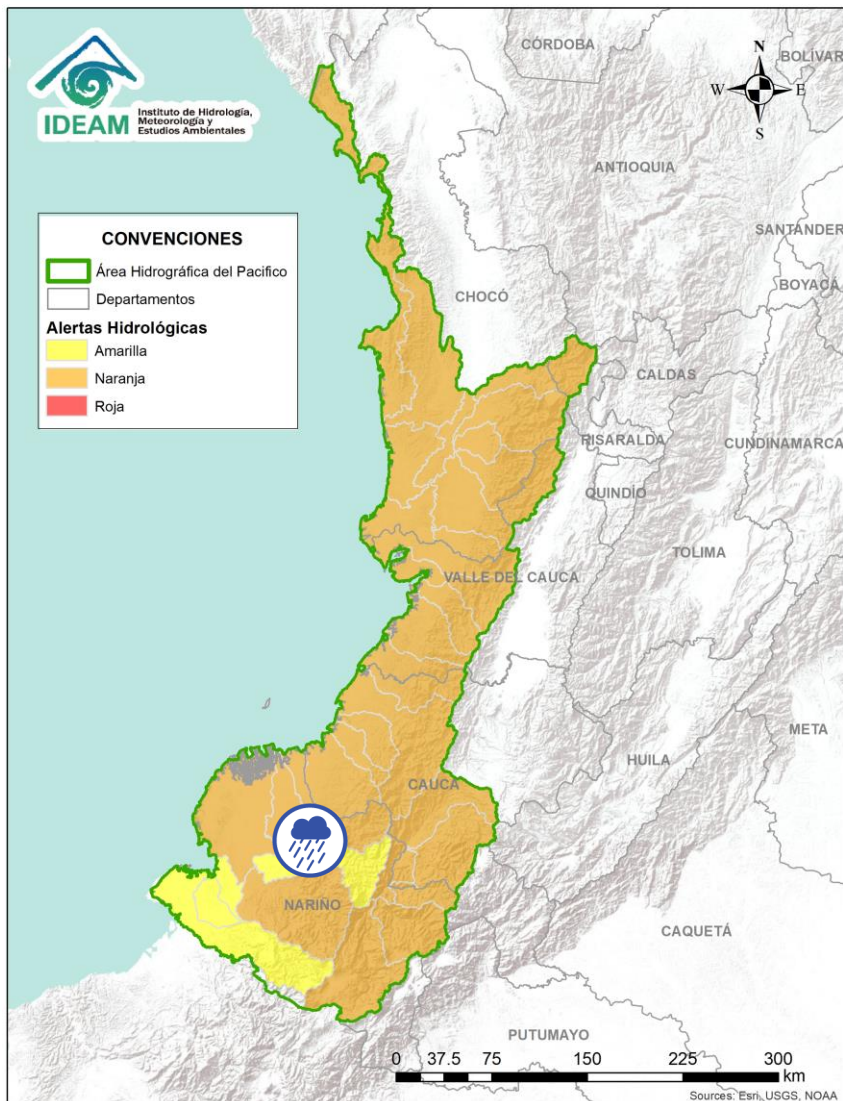 IDEAM
Instituto de Hidrología,
Meteorología y
Estudios Ambientales
CÓRDOBA
BOLÍVAR
N
W
E
S
ANTIOQUIA
SANTANDER
BOYACÁ
CONVENCIONES
Área Hidrográfica del Pacifico
Departamentos
Alertas Hidrológicas
Amarilla
Naranja
Roja
CHOCÓ
CALDAS
RISARALDA
CUNDINAMARCA
QUINDÍO
TOLIMA
VALLE DEL CAUCA
META
HUILA
CAUCA
NARIÑO
CAQUETÁ
PUTUMAYO
0 37.5 75 150 225 300
km
Sources: Esri, USGS, NOAA